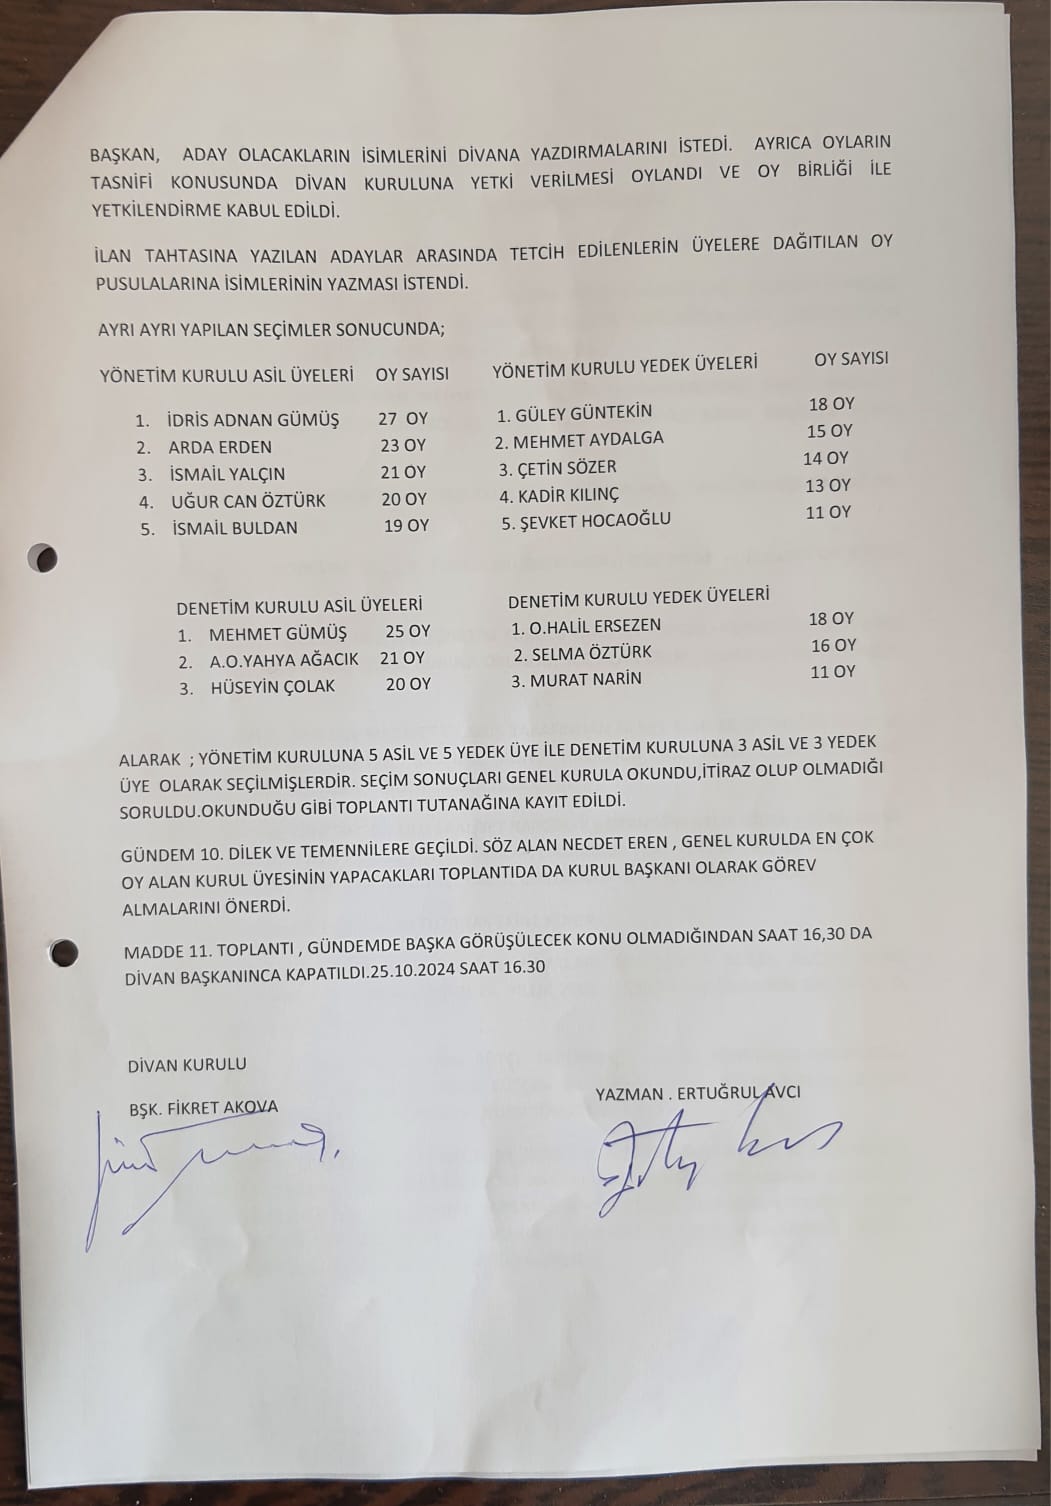 BAŞKAN, ADAY OLACAKLARIN İSİMLERİNİ DİVANA YAZDIRMALARINI İSTEDİ. AYRICA OYLARIN
TASNİFİ KONUSUNDA DİVAN KURULUNA YETKİ VERİLMESİ OYLANDI VE OY BİRLİĞİ İLE
YETKİLENDİRME KABUL EDİLDİ.
İLAN TAHTASINA YAZILAN ADAYLAR ARASINDA TETCİH EDİLENLERİN ÜYELERE DAĞITILAN OY
PUSULALARINA İSİMLERİNİN YAZMASI İSTENDİ.
AYRI AYRI YAPILAN SEÇİMLER SONUCUNDA;
YÖNETİM KURULU ASİL ÜYELERİ OY SAYISI YÖNETİM KURULU YEDEK ÜYELERİ OY SAYISI
1. İDRİS ADNAN GÜMÜŞ 27 OY 1. GÜLEY GÜNTEKİN 18 OY
2. ARDA ERDEN 23 OY 2. MEHMET AYDALGA 15 OY
3. İSMAİL YALÇIN 21 OY 3. ÇETİN SÖZER 14 OY
4. UĞUR CAN ÖZTÜRK 20 OY 4. KADİR KILINÇ 13 OY
5. İSMAİL BULDAN 19 OY 5. ŞEVKET HOCAOĞLU 11 OY
DENETİM KURULU ASİL ÜYELERİ DENETİM KURULU YEDEK ÜYELERİ
1. MEHMET GÜMÜŞ 25 OY 1. O.HALİL ERSEZEN 18 OY
2. A.O.YAHYA AĞACIK 21 OY 2. SELMA ÖZTÜRK 16 OY
3. HÜSEYİN ÇOLAK 20 OY 3. MURAT NARİN 11 OY
ALARAK ; YÖNETİM KURULUNA 5 ASİL VE 5 YEDEK ÜYE İLE DENETİM KURULUNA 3 ASİL VE 3 YEDEK
ÜYE OLARAK SEÇİLMİŞLERDİR. SEÇİM SONUÇLARI GENEL KURULA OKUNDU,İTİRAZ OLUP OLMADIĞI
SORULDU.OKUNDUĞU GİBİ TOPLANTI TUTANAĞINA KAYIT EDİLDİ.
GÜNDEM 10. DİLEK VE TEMENNİLERE GEÇİLDİ. SÖZ ALAN NECDET EREN , GENEL KURULDA EN ÇOK
OY ALAN KURUL ÜYESİNİN YAPACAKLARI TOPLANTIDA DA KURUL BAŞKANI OLARAK GÖREV
ALMALARINI ÖNERDİ.
MADDE 11. TOPLANTI , GÜNDEMDE BAŞKA GÖRÜŞÜLECEK KONU OLMADIĞINDAN SAAT 16,30 DA
DİVAN BAŞKANINCA KAPATILDI.25.10.2024 SAAT 16.30
DİVAN KURULU
BŞK. FİKRET AKOVA YAZMAN . ERTUĞRUL AVCI